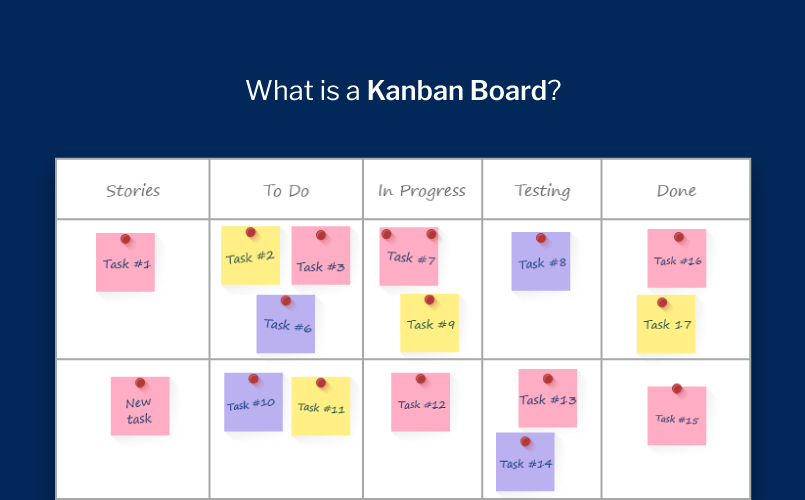 What is a Kanban Board?
Stories To Do In Progress Testing Done
Task #1
Task #2
Task #3
Task #6
Task #7
Task #9
Task #8
Task #16
Task 17
New
task
Task #10
Task #11
Task #12
Task #13
Task #14
Task #15